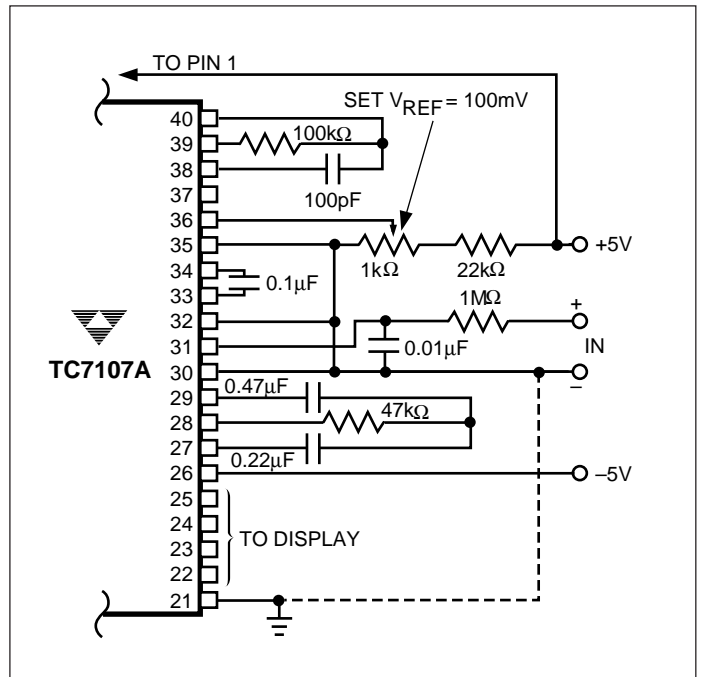 TO PIN 1
SET VREF = 100mV
40
39
38
37
36
35
34
33
32
31
30
29
28
27
26
25
24
23
22
21
100kΩ
100pF
1kΩ
22kΩ
+5V
0.1µF
1MΩ
+
IN
0.01µF
–
TC7107A
0.47µF
47kΩ
0.22µF
–5V
TO DISPLAY